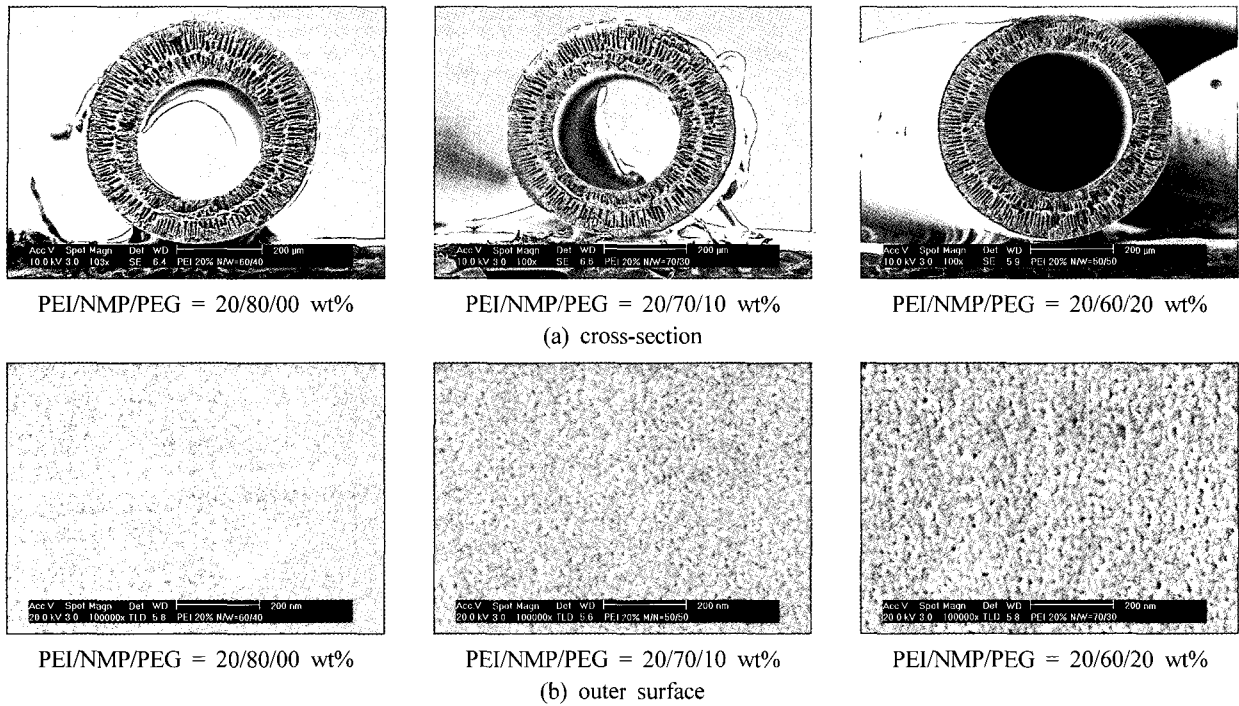 Acc V Spot Magn Det WD 200 µm
10.0 kV 3.0 103x SE 6.4 PEI 20% N/W=60/40
Acc V Spot Magn Det WD 200 µm
10.0 kV 3.0 100x SE 6.6 PEI 20% N/W=70/30
Acc V Spot Magn Det WD 200 µm
10.0 kV 3.0 100x SE 5.9 PEI 20% N/W=50/50
PEI/NMP/PEG = 20/80/00 wt%
PEI/NMP/PEG = 20/70/10 wt%
PEI/NMP/PEG = 20/60/20 wt%
(a) cross-section
Acc V Spot Magn Det WD 200 nm
20.0 kV 3.0 100000x TLD 5.8 PEI 20% N/W=60/40
Acc V Spot Magn Det WD 200 nm
20.0 kV 3.0 100000x TLD 5.6 PEI 20% M/N=50/50
Acc V Spot Magn Det WD 200 nm
20.0 kV 3.0 100000x TLD 5.8 PEI 20% N/W=70/30
PEI/NMP/PEG = 20/80/00 wt%
PEI/NMP/PEG = 20/70/10 wt%
PEI/NMP/PEG = 20/60/20 wt%
(b) outer surface